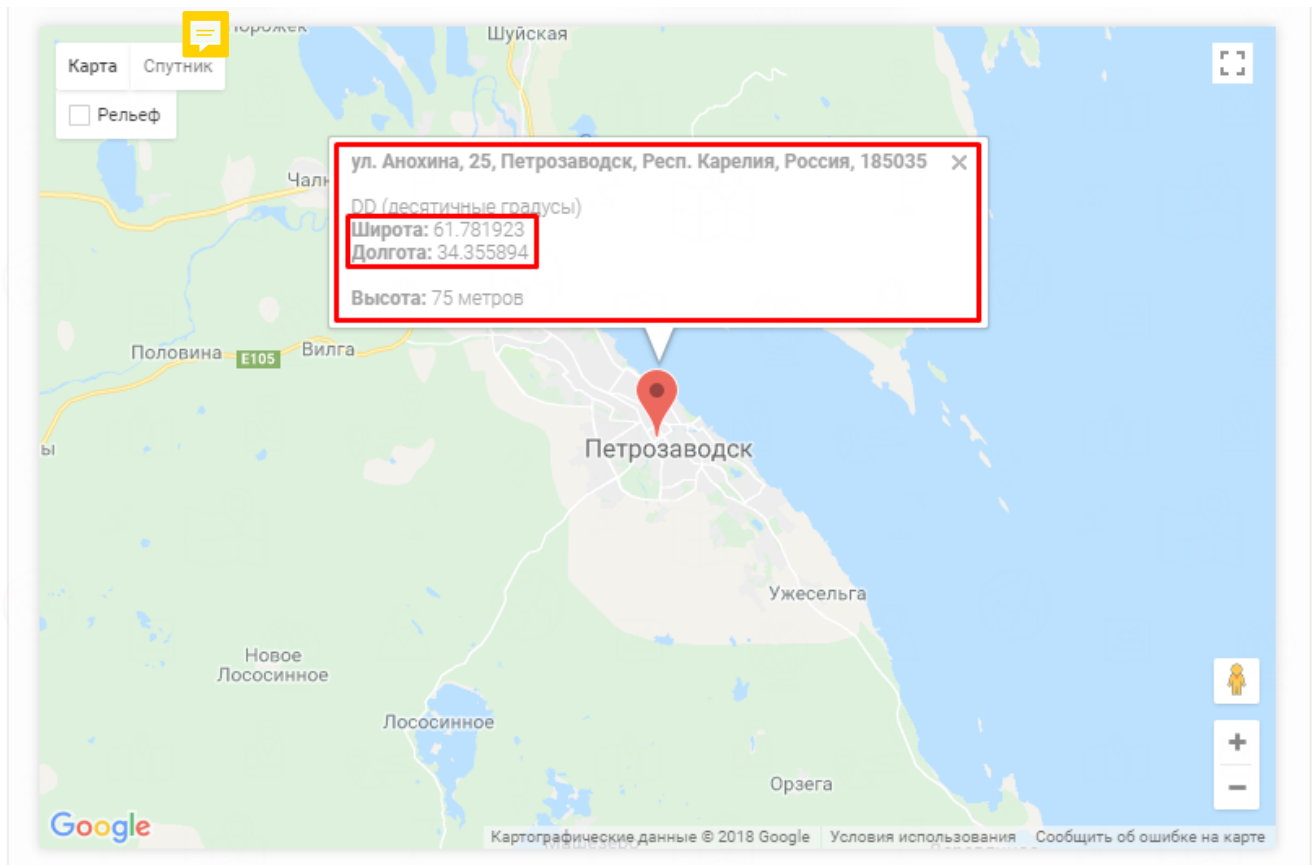 Шуйская
Карта
Спутник
Рельеф
ул. Анохина, 25, Петрозаводск, Респ. Карелия, Россия, 185035
DD (десятичные градусы)
Широта: 61.781923
Долгота: 34.355894
Высота: 75 метров
Половина
E105
Вилга
Петрозаводск
Ужесельга
Новое
Лососинное
Лососинное
Орзега
Google
Картографические данные © 2018 Google
Условия использования
Сообщить об ошибке на карте